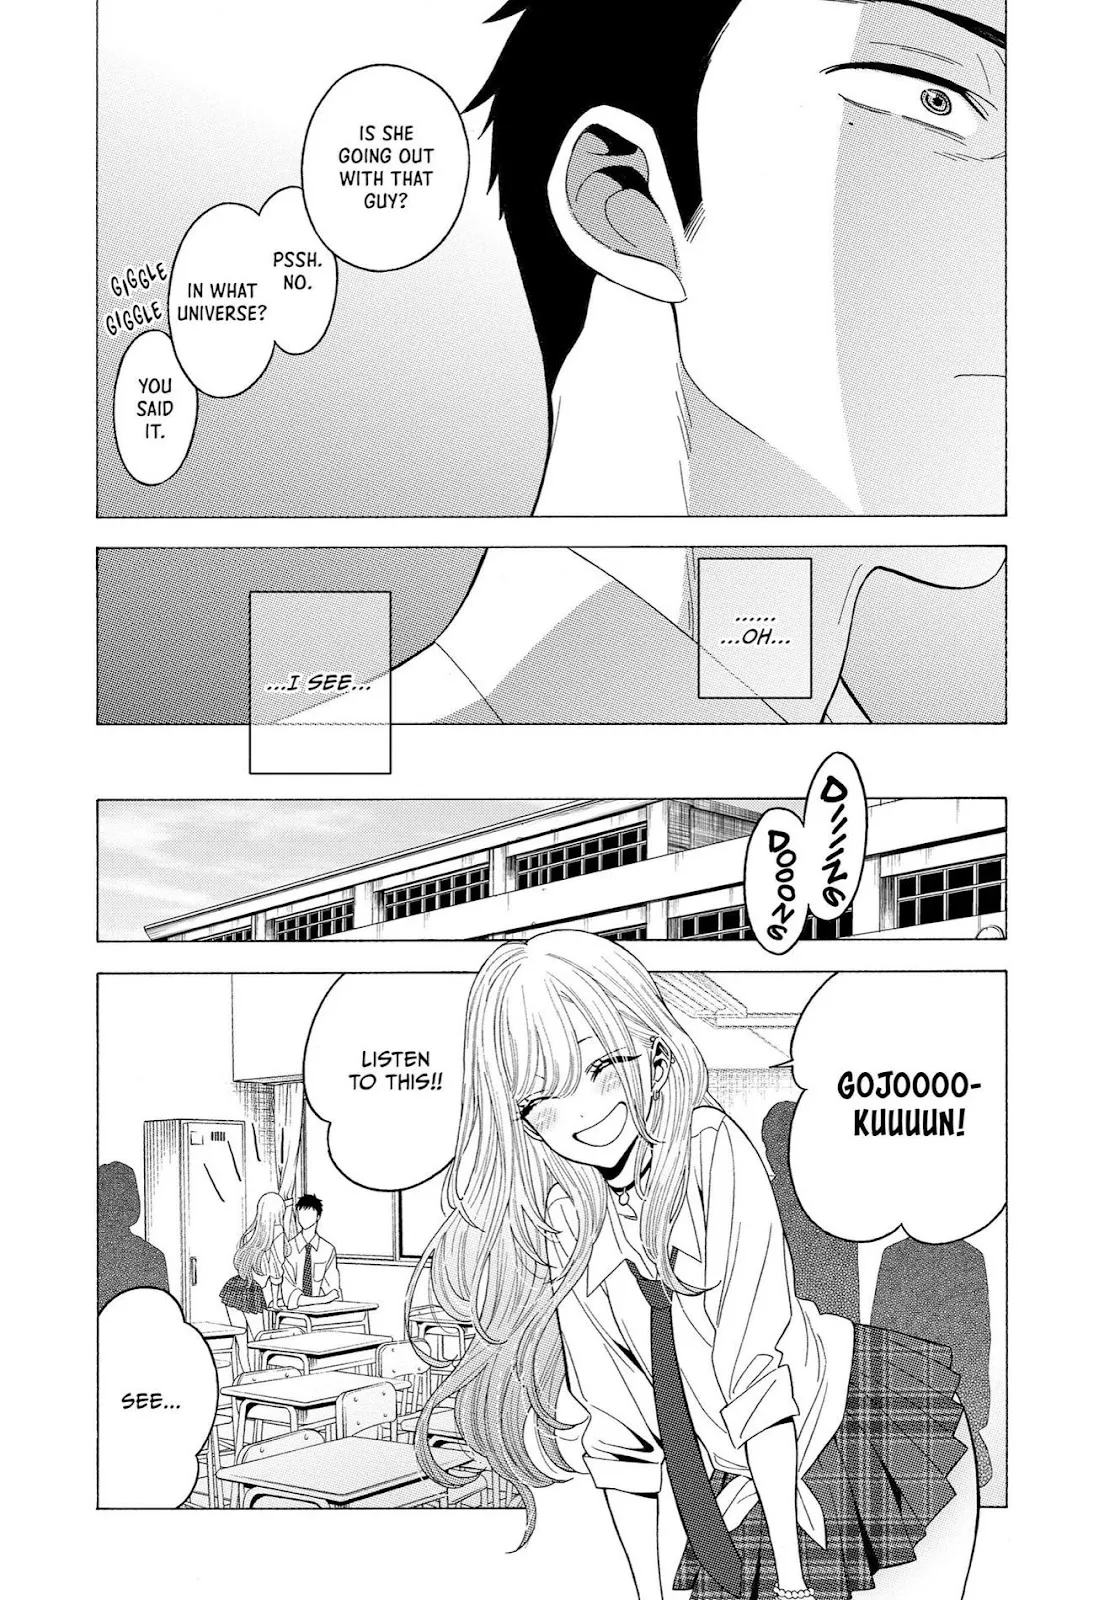 IS SHE
GOING OUT
WITH THAT
GUY?
PSSH.
NO.
IN WHAT
UNIVERSE?
GIGGLE
GIGGLE
YOU
SAID
IT.
......
...OH...
...I SEE...
DIIING
DOOONG
GOJOOOO-
KUUUUN!
LISTEN
TO THIS!!
SEE...